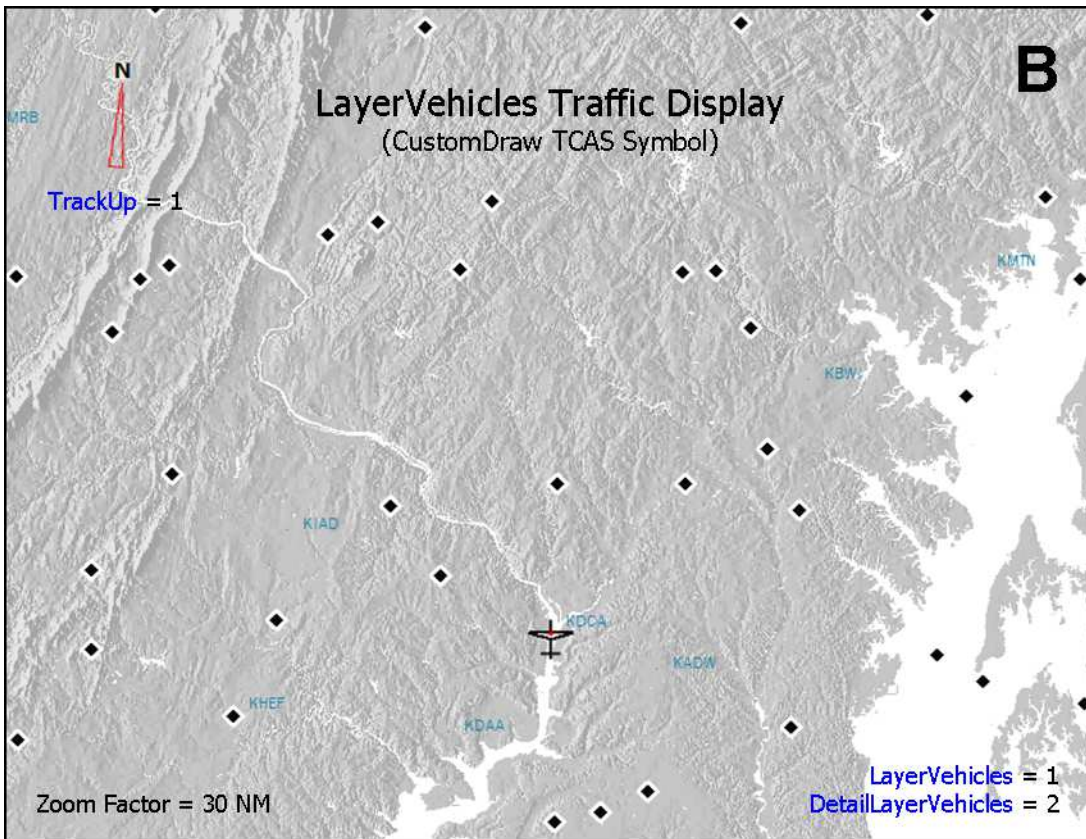 B
N
MRB
LayerVehicles Traffic Display
(CustomDraw TCAS Symbol)
TrackUp = 1
KMTN
KBW
KIAD
KDCA
KADW
KHEF
KDAA
LayerVehicles = 1
Zoom Factor = 30 NM
DetailLayerVehicles = 2